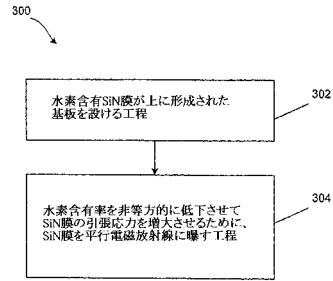 300
水素含有SiN膜が上に形成された
基板を設ける工程
302
水素含有率を非等方的に低下させて
SiN膜の引張応力を増大させるために、
SiN膜を平行電磁放射線に曝す工程
304